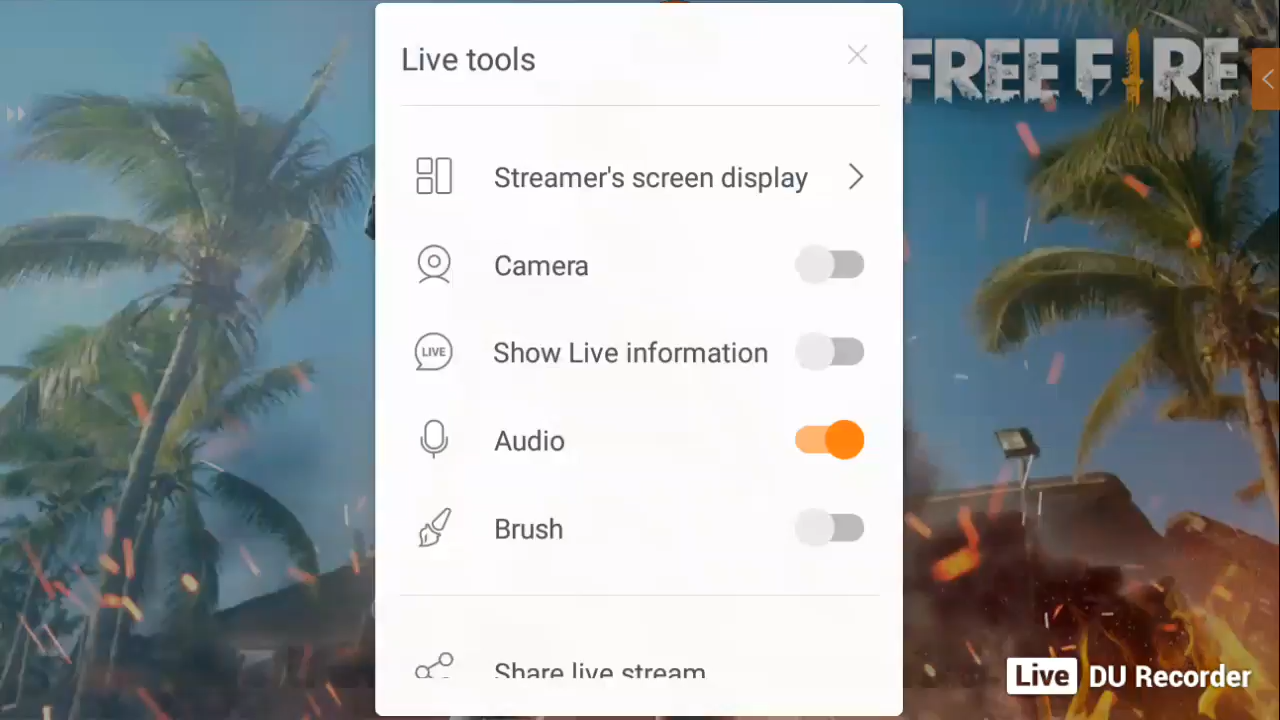 Live tools
FREE FIRE
Streamer's screen display
Camera
LIVE
Show Live information
Audio
Brush
Share live stream
Live DU Recorder